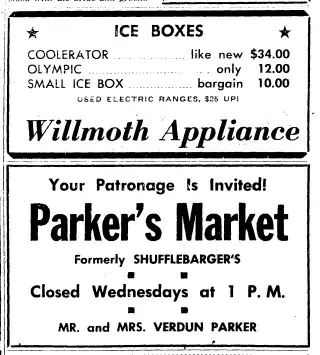 ★ ICE BOXES ★
COOLERATOR .............. like new $34.00
OLYMPIC ....................... only 12.00
SMALL ICE BOX ............ bargain 10.00
USED ELECTRIC RANGES, $25 UP!
Willmoth Appliance
Your Patronage Is Invited!
Parker's Market
Formerly SHUFFLEBARGER'S
Closed Wednesdays at 1 P. M.
MR. and MRS. VERDUN PARKER